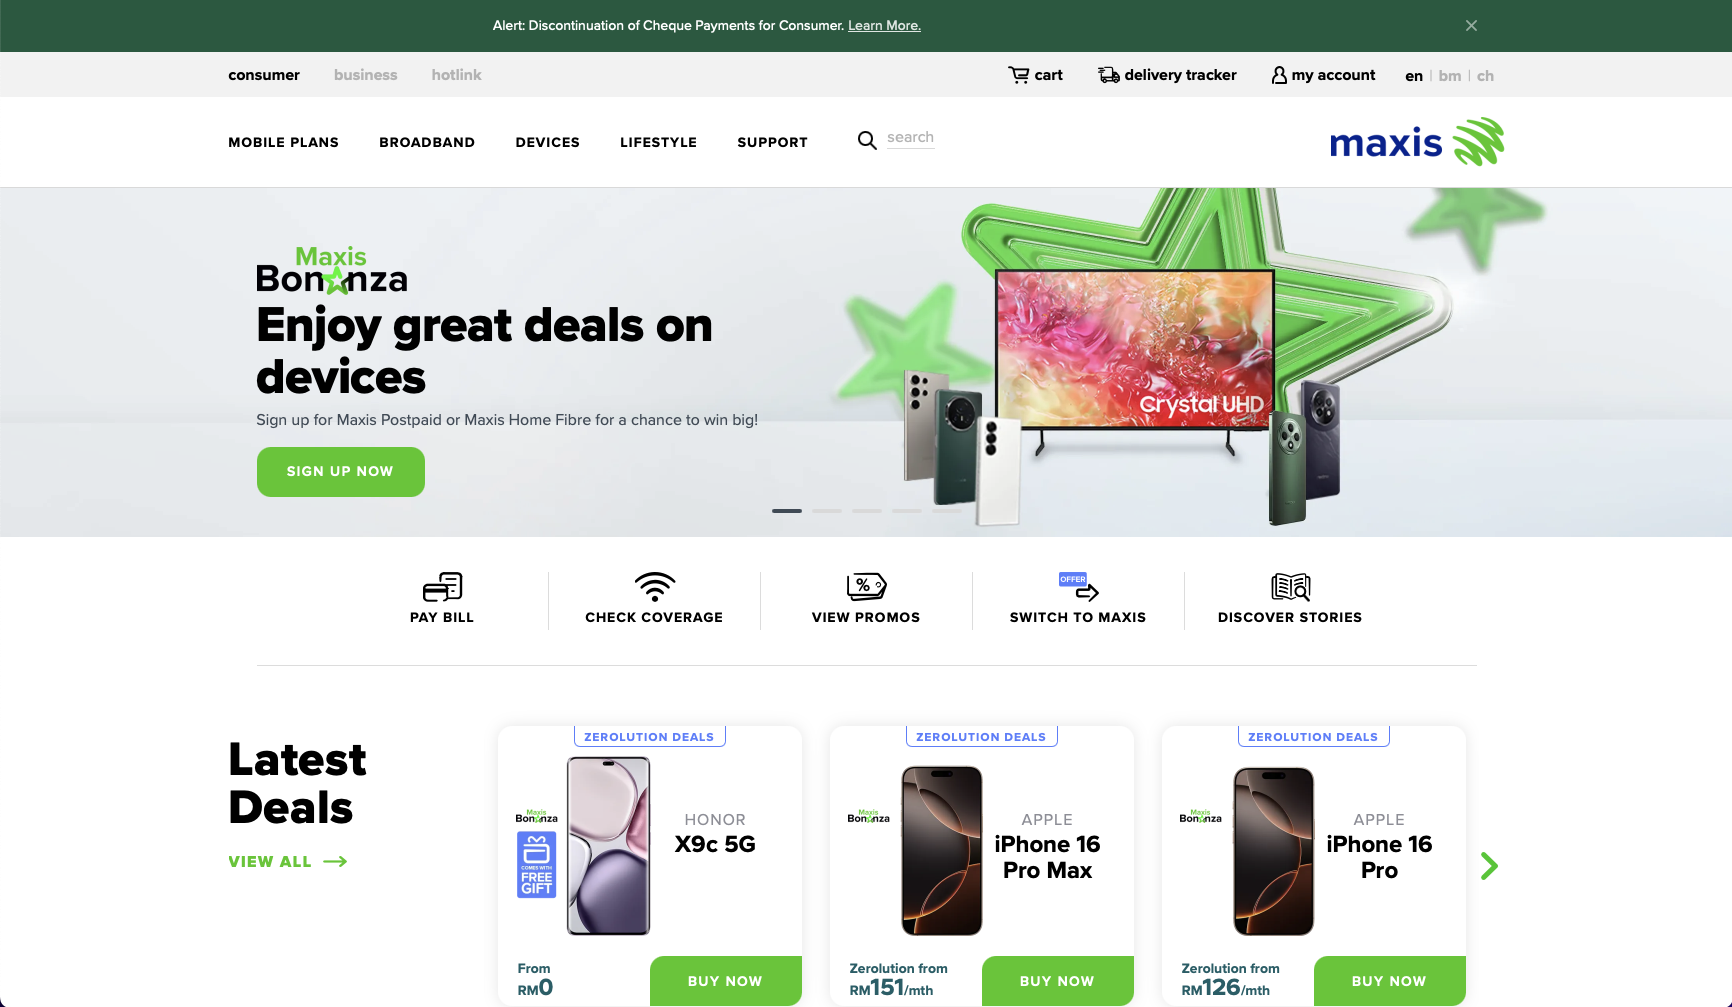 Alert: Discontinuation of Cheque Payments for Consumer. Learn More.
consumer business hotlink cart delivery tracker my account en | bm | ch
MOBILE PLANS BROADBAND DEVICES LIFESTYLE SUPPORT search maxis
Maxis
Bonanza
Enjoy great deals on
devices
Sign up for Maxis Postpaid or Maxis Home Fibre for a chance to win big!
SIGN UP NOW
Crystal UHD
OFFER
PAY BILL CHECK COVERAGE VIEW PROMOS SWITCH TO MAXIS DISCOVER STORIES
Latest
Deals
VIEW ALL
ZEROLUTION DEALS
Maxis
Bonanza
COMES WITH
FREE
GIFT
HONOR
X9c 5G
From
RM0
BUY NOW
ZEROLUTION DEALS
Maxis
Bonanza
APPLE
iPhone 16
Pro Max
Zerolution from
RM151/mth
BUY NOW
ZEROLUTION DEALS
Maxis
Bonanza
APPLE
iPhone 16
Pro
Zerolution from
RM126/mth
BUY NOW